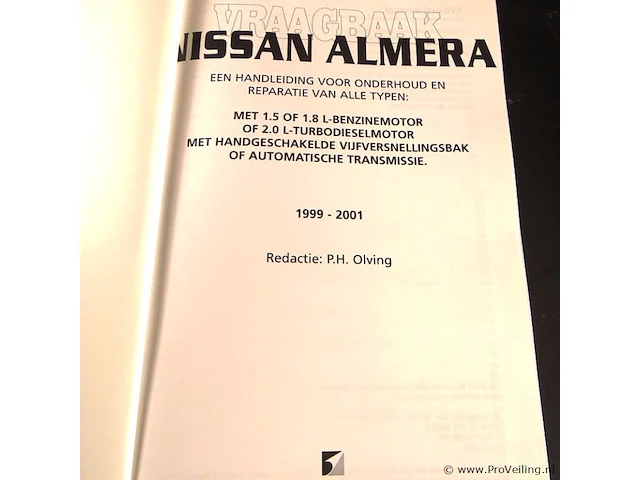 VRAAGBAAK
NISSAN ALMERA
EEN HANDLEIDING VOOR ONDERHOUD EN
REPARATIE VAN ALLE TYPEN:
MET 1.5 OF 1.8 L-BENZINEMOTOR
OF 2.0 L-TURBODIESELMOTOR
MET HANDGESCHAKELDE VIJFVERSNELLINGSBAK
OF AUTOMATISCHE TRANSMISSIE.
1999 - 2001
Redactie: P.H. Olving
© www.ProVeiling.nl